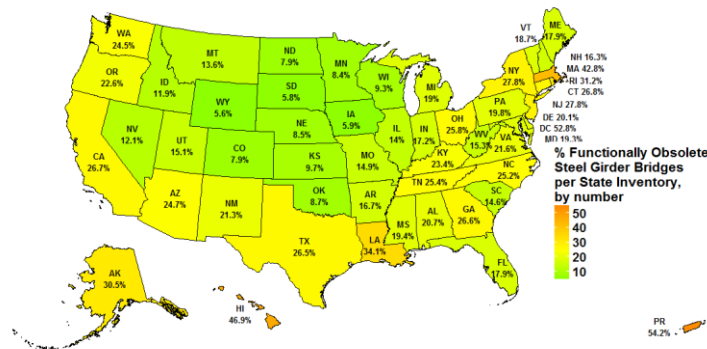 WA
24.5%
OR
22.6%
CA
26.7%
NV
12.1%
ID
11.9%
MT
13.6%
WY
5.6%
UT
15.1%
AZ
24.7%
CO
7.9%
NM
21.3%
ND
7.9%
SD
5.8%
NE
8.5%
KS
9.7%
OK
8.7%
TX
26.5%
MN
8.4%
IA
5.9%
MO
14.9%
AR
16.7%
LA
34.1%
WI
9.3%
IL
14%
MI
19%
IN
17.2%
OH
25.8%
KY
23.4%
TN 25.4%
MS
19.4%
AL
20.7%
GA
26.6%
FL
17.9%
SC
14.6%
NC
25.2%
VA
21.6%
WV
15.3%
PA
19.8%
NY
27.8%
VT
18.7%
ME
17.9%
NH 16.3%
MA 42.8%
RI 31.2%
CT 26.8%
NJ 27.8%
DE 20.1%
DC 52.8%
MD 19.3%
AK
30.5%
HI
46.9%
PR
54.2%
% Functionally Obsolete
Steel Girder Bridges
per State Inventory,
by number
50
40
30
20
10